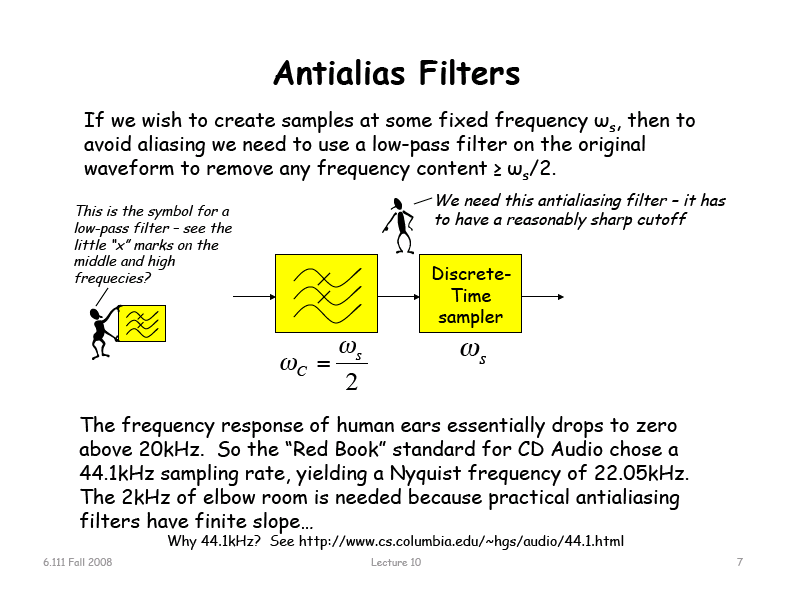 Antialias Filters
If we wish to create samples at some fixed frequency ωs, then to
avoid aliasing we need to use a low-pass filter on the original
waveform to remove any frequency content ≥ ωs/2.
This is the symbol for a
low-pass filter – see the
little “x” marks on the
middle and high
frequecies?
We need this antialiasing filter – it has
to have a reasonably sharp cutoff
Discrete-
Time
sampler
ωC = ωs/2
ωs
The frequency response of human ears essentially drops to zero
above 20kHz. So the “Red Book” standard for CD Audio chose a
44.1kHz sampling rate, yielding a Nyquist frequency of 22.05kHz.
The 2kHz of elbow room is needed because practical antialiasing
filters have finite slope…
Why 44.1kHz? See http://www.cs.columbia.edu/~hgs/audio/44.1.html
6.111 Fall 2008
Lecture 10
7